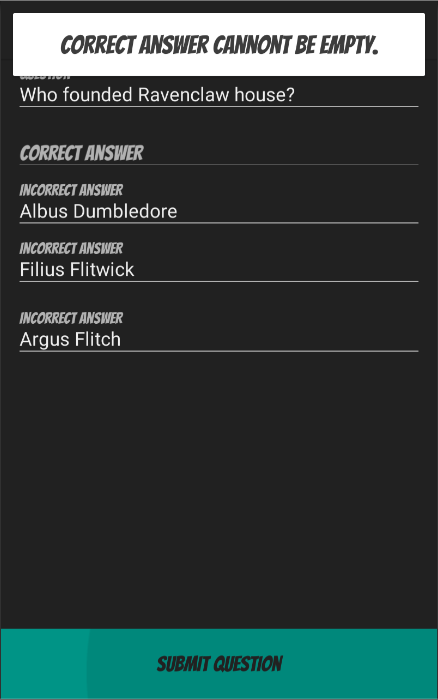 CORRECT ANSWER CANNONT BE EMPTY.
QUESTION
Who founded Ravenclaw house?
CORRECT ANSWER
INCORRECT ANSWER
Albus Dumbledore
INCORRECT ANSWER
Filius Flitwick
INCORRECT ANSWER
Argus Flitch
SUBMIT QUESTION